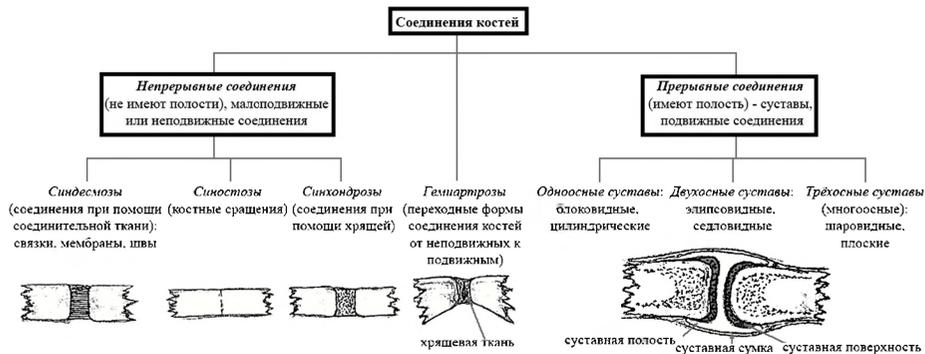 Соединения костей
Непрерывные соединения
(не имеют полости), малоподвижные
или неподвижные соединения
Прерывные соединения
(имеют полость) - суставы,
подвижные соединения
Синдесмозы
(соединения при помощи
соединительной ткани):
связки, мембраны, швы
Синостозы
(костные сращения)
Синхондрозы
(соединения при
помощи хрящей)
Гемиартрозы
(переходные формы
соединения костей
от неподвижных к
подвижным)
Одноосные суставы:
блоковидные,
цилиндрические
Двухосные суставы:
элипсовидные,
седловидные
Трёхосные суставы
(многоосные):
шаровидные,
плоские
хрящевая ткань
суставная полость
суставная сумка
суставная поверхность